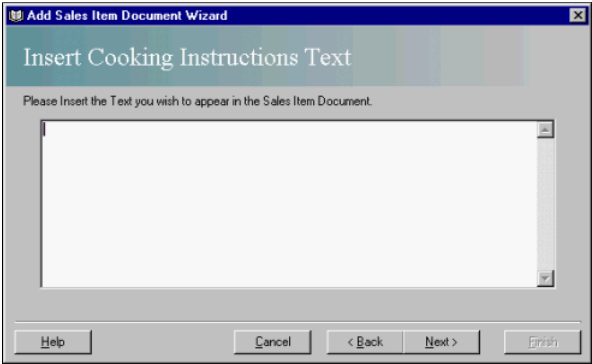 Add Sales Item Document Wizard
Insert Cooking Instructions Text
Please Insert the Text you wish to appear in the Sales Item Document.
Help Cancel < Back Next > Finish